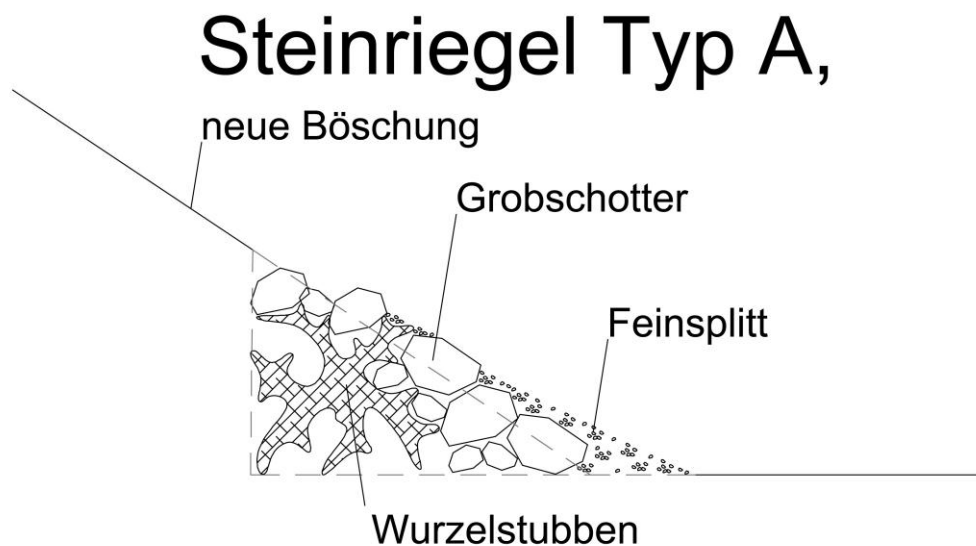 Steinriegel Typ A,
neue Böschung
Grobschotter
Feinsplitt
Wurzelstubben